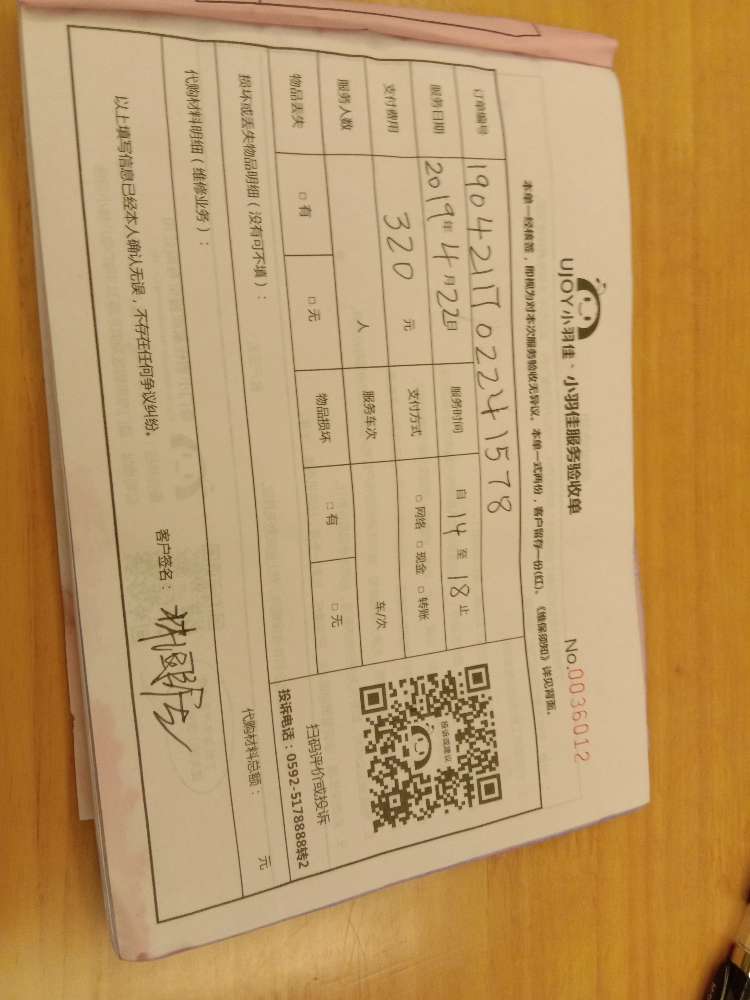 UJOY小羽佳·小羽佳服务验收单
No.0036012
本单一经核签，即视为对本次服务验收无异议。本单一式两份，客户留存一份(红)。《维保须知》详见背面。
订单编号 1904211702241578
服务日期 2019年4月22日 服务时间 自 14 至 18 止
支付费用 320 元 支付方式 □网络 □现金 □转账
服务人数 人 服务车次 车/次
物品丢失 □有 □无 物品损坏 □有 □无
投诉或建议
扫码评价或投诉
投诉电话：0592-5178888转2
损坏或丢失物品明细（没有可不填）：
代购材料明细（维修业务）：
代购材料总额： 元
以上填写信息已经本人确认无误，不存在任何争议纠纷。
客户签名：